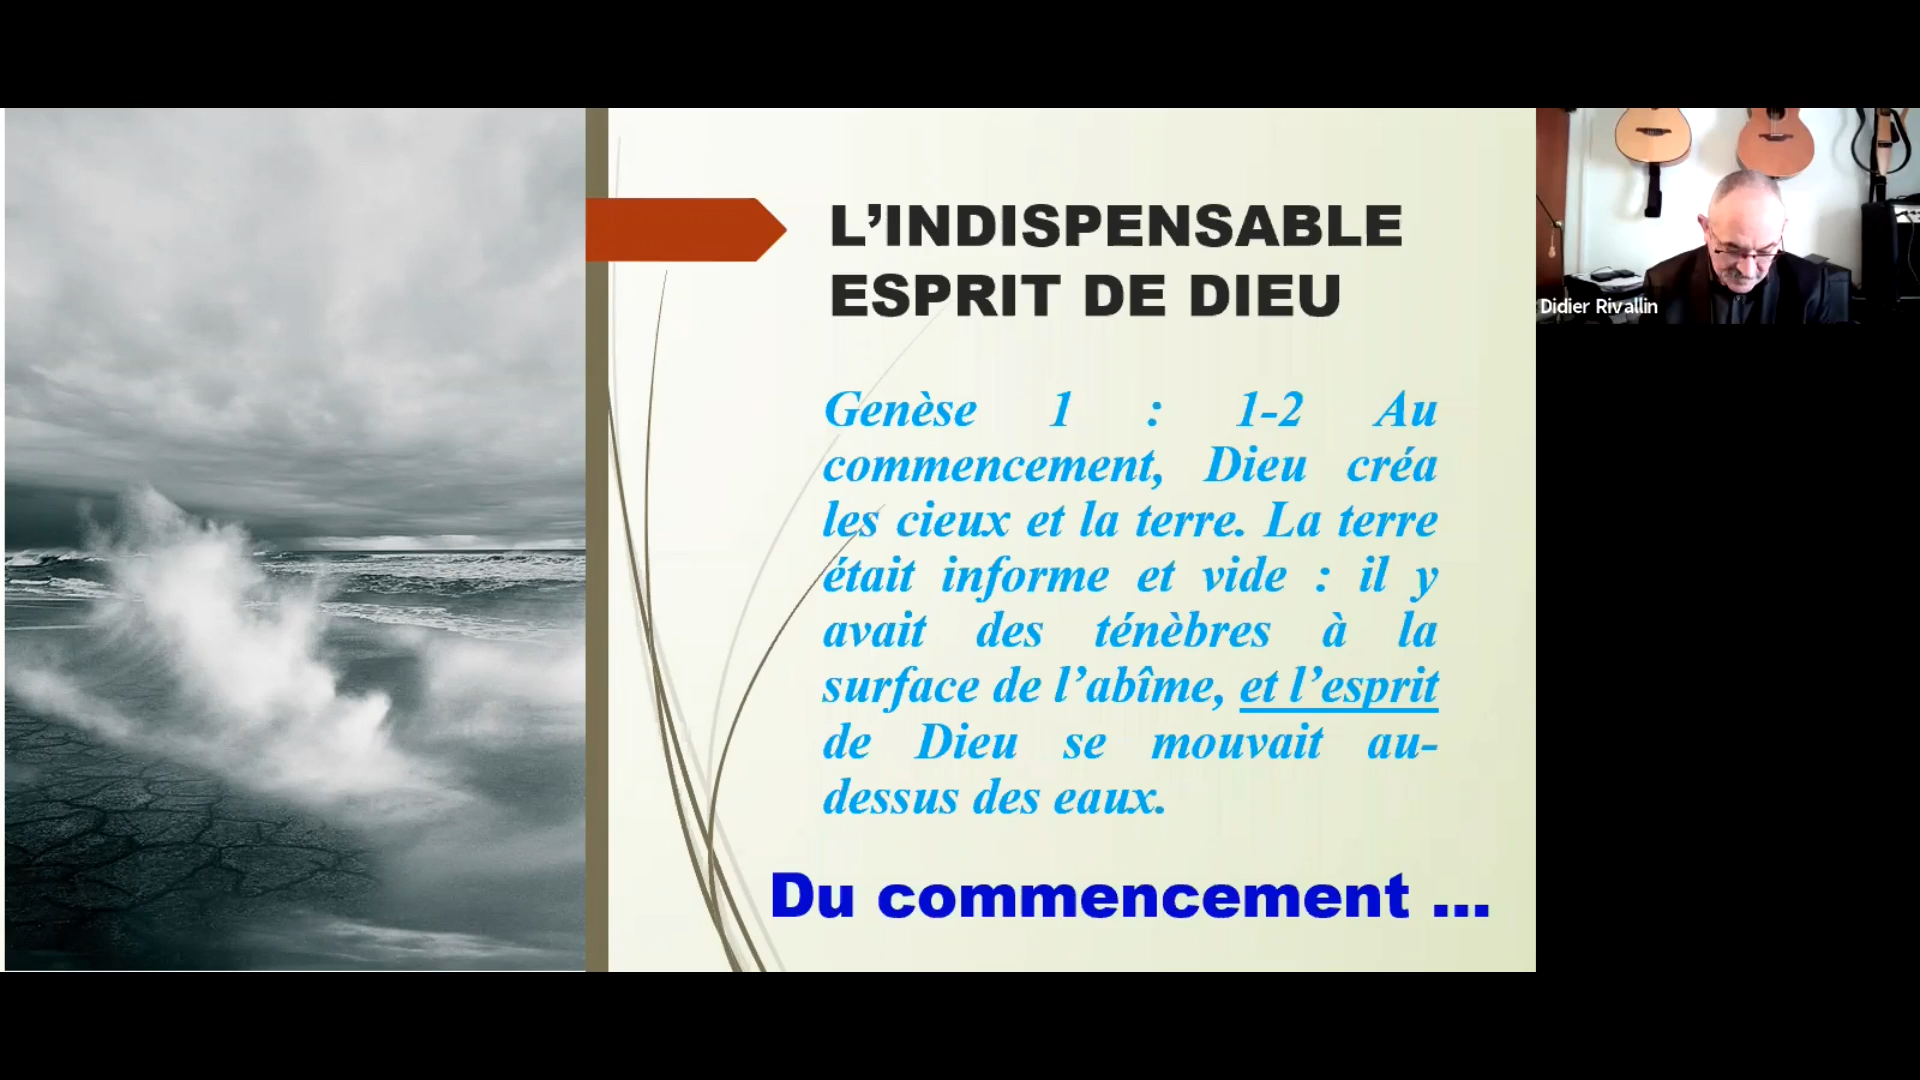 L’INDISPENSABLE
ESPRIT DE DIEU
Genèse 1 : 1-2 Au
commencement, Dieu créa
les cieux et la terre. La terre
était informe et vide : il y
avait des ténèbres à la
surface de l’abîme, et l’esprit
de Dieu se mouvait au-
dessus des eaux.
Du commencement ...
Didier Rivallin